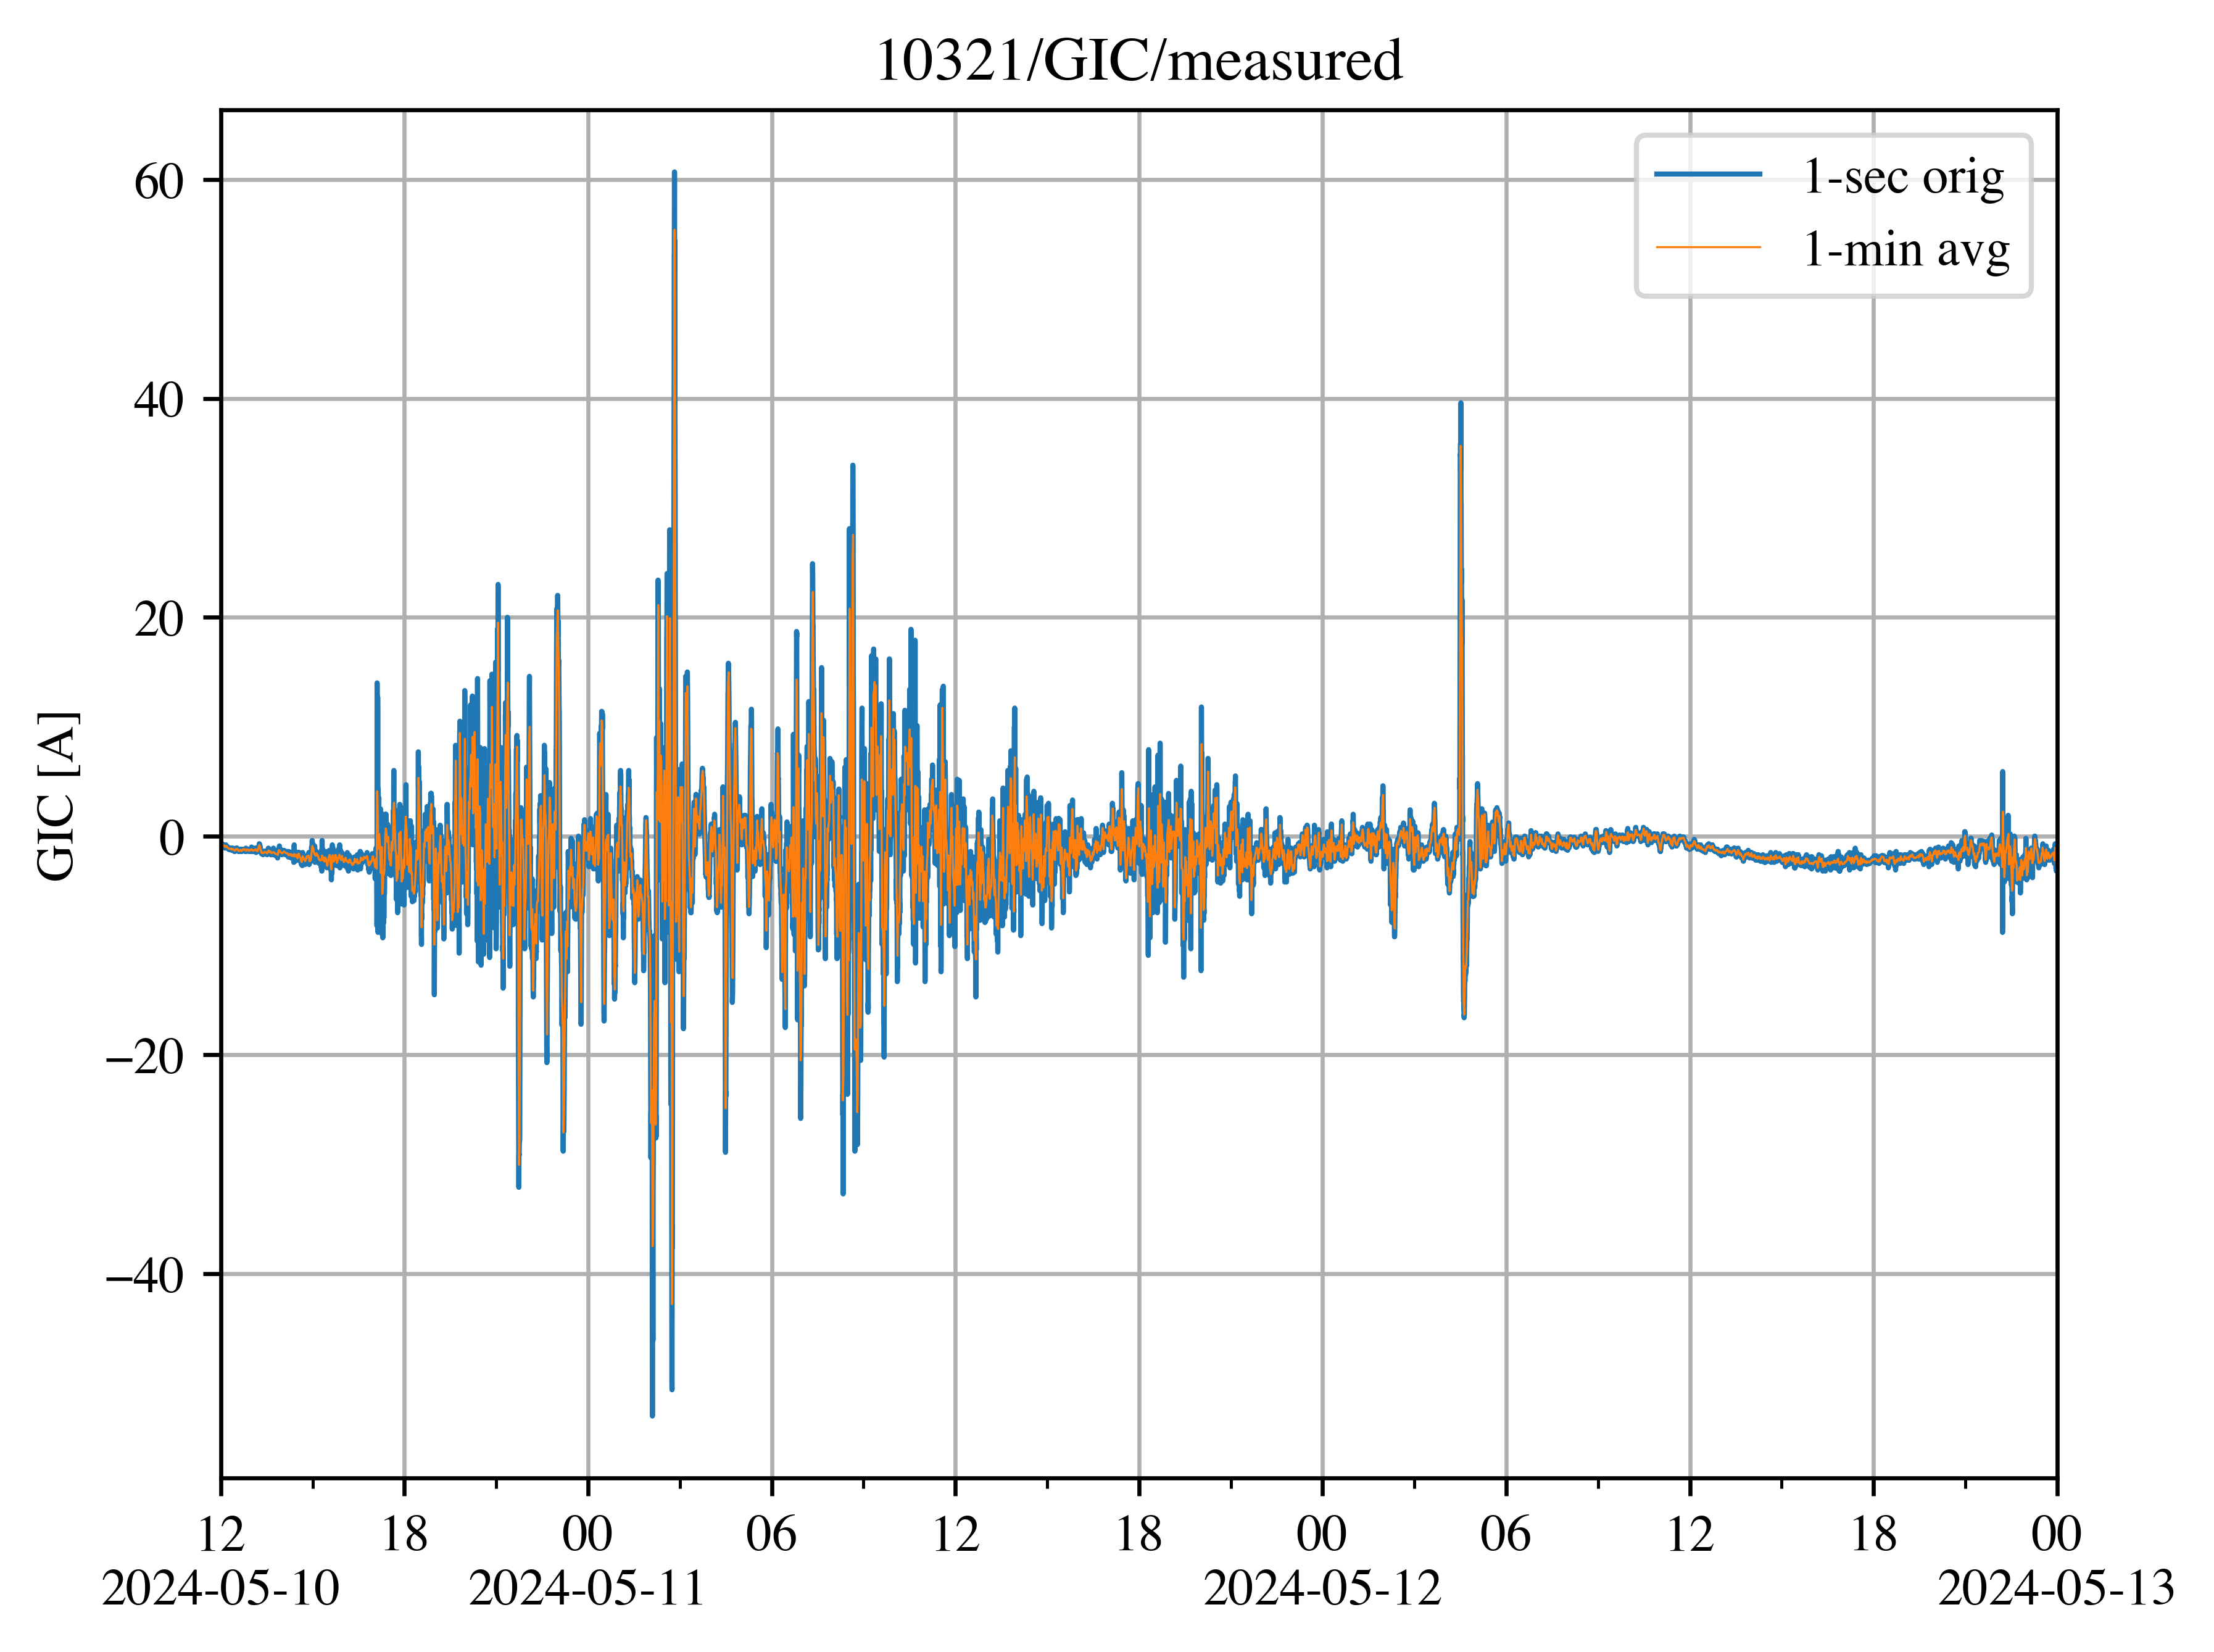 10321/GIC/measured
1-sec orig
1-min avg
60
40
20
0
−20
−40
GIC [A]
12 18 00 06 12 18 00 06 12 18 00
2024-05-10 2024-05-11 2024-05-12 2024-05-13